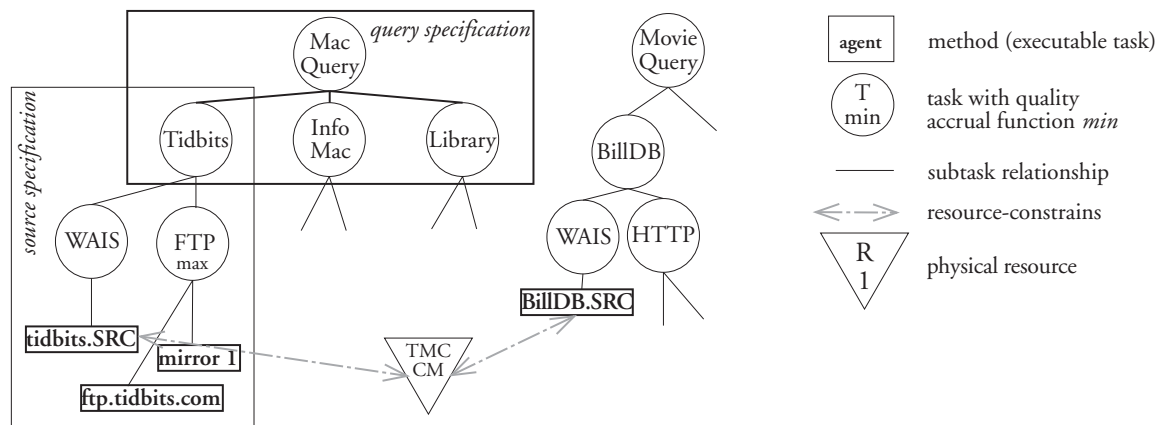 query specification
Mac
Query
Movie
Query
source specification
Tidbits
Info
Mac
Library
BillDB
WAIS
FTP
max
WAIS
HTTP
tidbits.SRC
mirror 1
ftp.tidbits.com
BillDB.SRC
TMC
CM
agent
method (executable task)
T
min
task with quality
accrual function min
subtask relationship
resource-constrains
R
1
physical resource